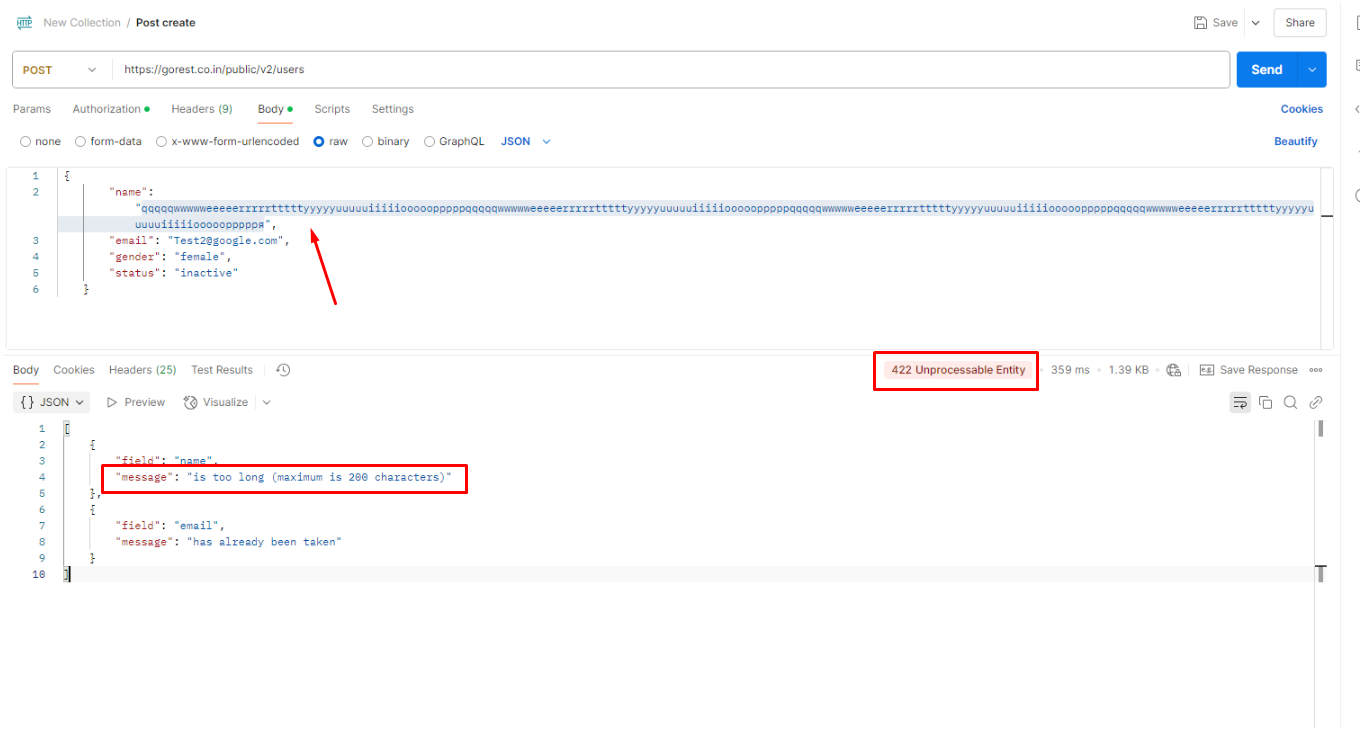 HTTP New Collection / Post create Save Share
POST https://gorest.co.in/public/v2/users Send
Params Authorization Headers (9) Body Scripts Settings Cookies
none form-data x-www-form-urlencoded raw binary GraphQL JSON Beautify
1 {
2 "name":
"qqqqqwwwwweeeeerrrrrtttttyyyyyuuuuuiiiiiooooopppppqqqqqwwwwweeeeerrrrrtttttyyyyyuuuuuiiiiiooooopppppqqqqqwwwwweeeeerrrrrtttttyyyyyuuuuuiiiiiooooopppppqqqqqwwwwweeeeerrrrrtttttyyyyyu
uuuuiiiiiooooopppppя",
3 "email": "Test2@google.com",
4 "gender": "female",
5 "status": "inactive"
6 }
Body Cookies Headers (25) Test Results 422 Unprocessable Entity 359 ms 1.39 KB e.g. Save Response
{} JSON Preview Visualize
1 [
2 {
3 "field": "name",
4 "message": "is too long (maximum is 200 characters)"
5 },
6 {
7 "field": "email",
8 "message": "has already been taken"
9 }
10 ]